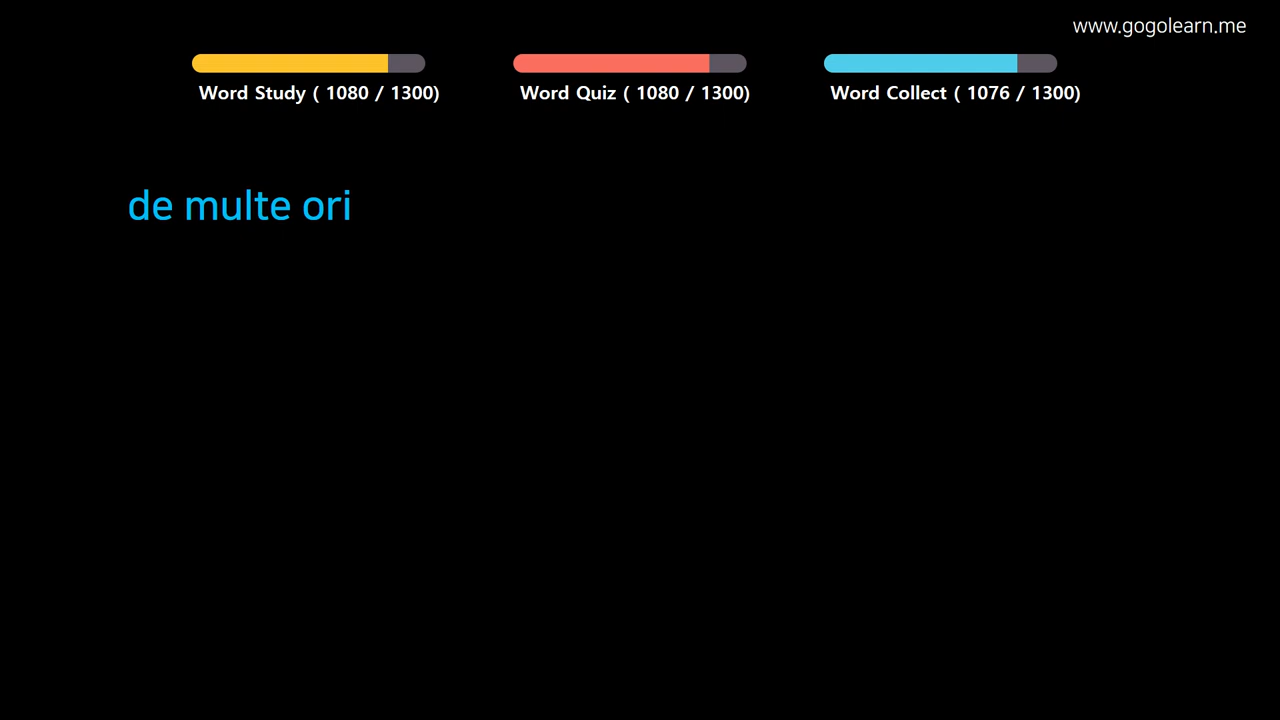 www.gogolearn.me
Word Study ( 1080 / 1300)
Word Quiz ( 1080 / 1300)
Word Collect ( 1076 / 1300)
de multe ori